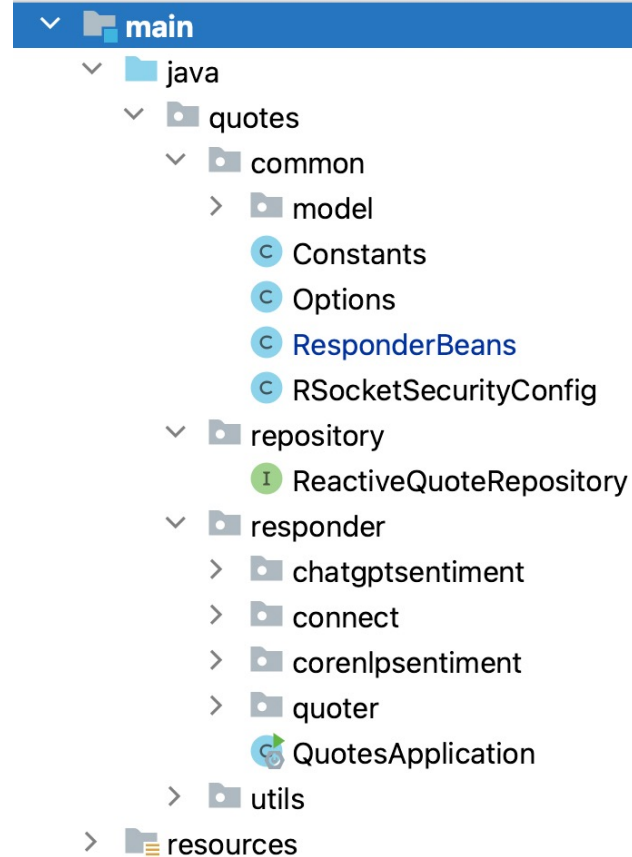 main
java
quotes
common
model
C Constants
C Options
C ResponderBeans
C RSocketSecurityConfig
repository
I ReactiveQuoteRepository
responder
chatgptsentiment
connect
corenlpsentiment
quoter
C QuotesApplication
utils
resources